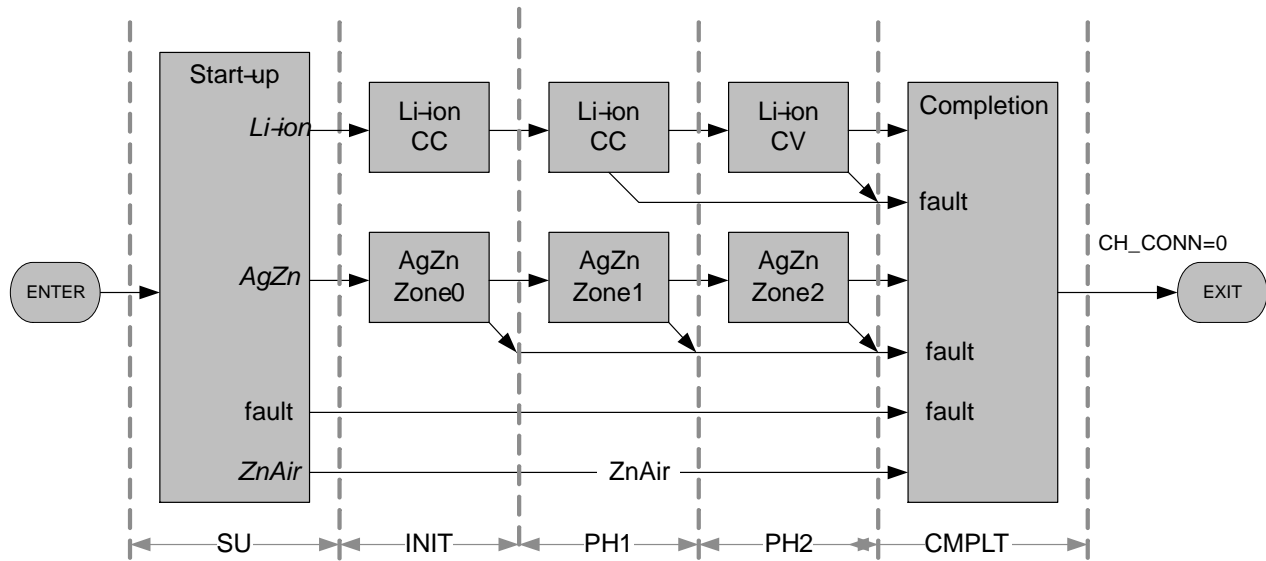 Start-up
Li-ion
Li-ion
CC
Li-ion
CC
Li-ion
CV
Completion
fault
CH_CONN=0
ENTER
AgZn
AgZn
Zone0
AgZn
Zone1
AgZn
Zone2
EXIT
fault
fault
fault
ZnAir
ZnAir
SU
INIT
PH1
PH2
CMPLT